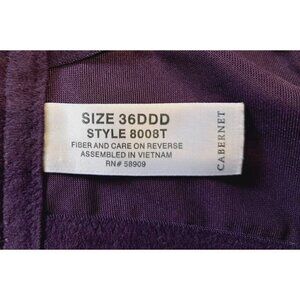 SIZE 36DDD
STYLE 8008T
FIBER AND CARE ON REVERSE
ASSEMBLED IN VIETNAM
RN# 58909
CABERNET